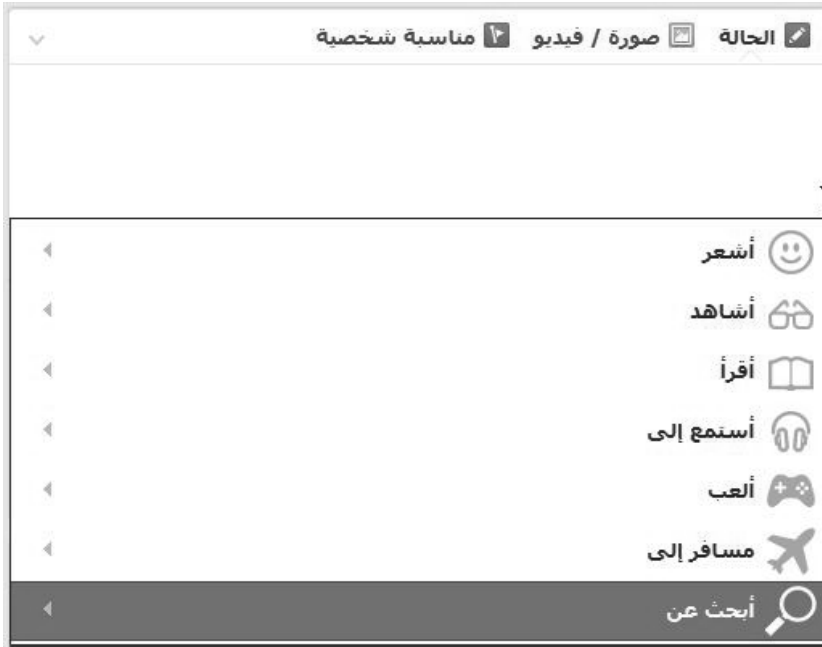 الحالة صورة / فيديو مناسبة شخصية
أشعر
أشاهد
أقرأ
أستمع إلى
ألعب
مسافر إلى
أبحث عن